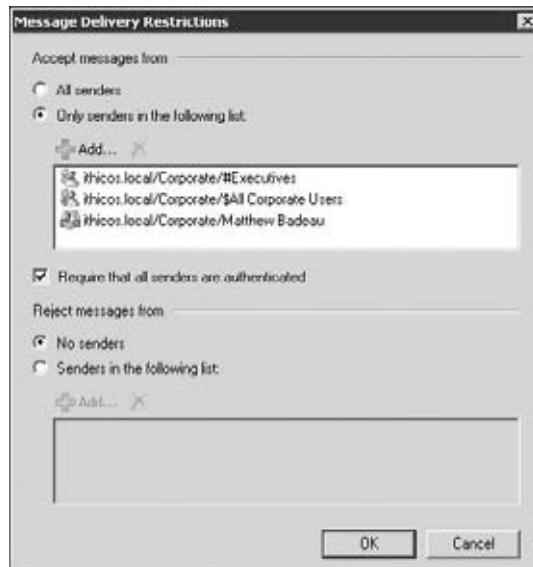 Message Delivery Restrictions
Accept messages from
All senders
Only senders in the following list:
Add...
ithicos.local/Corporate/#Executives
ithicos.local/Corporate/$All Corporate Users
ithicos.local/Corporate/Matthew Badeau
Require that all senders are authenticated
Reject messages from
No senders
Senders in the following list:
Add...
OK
Cancel